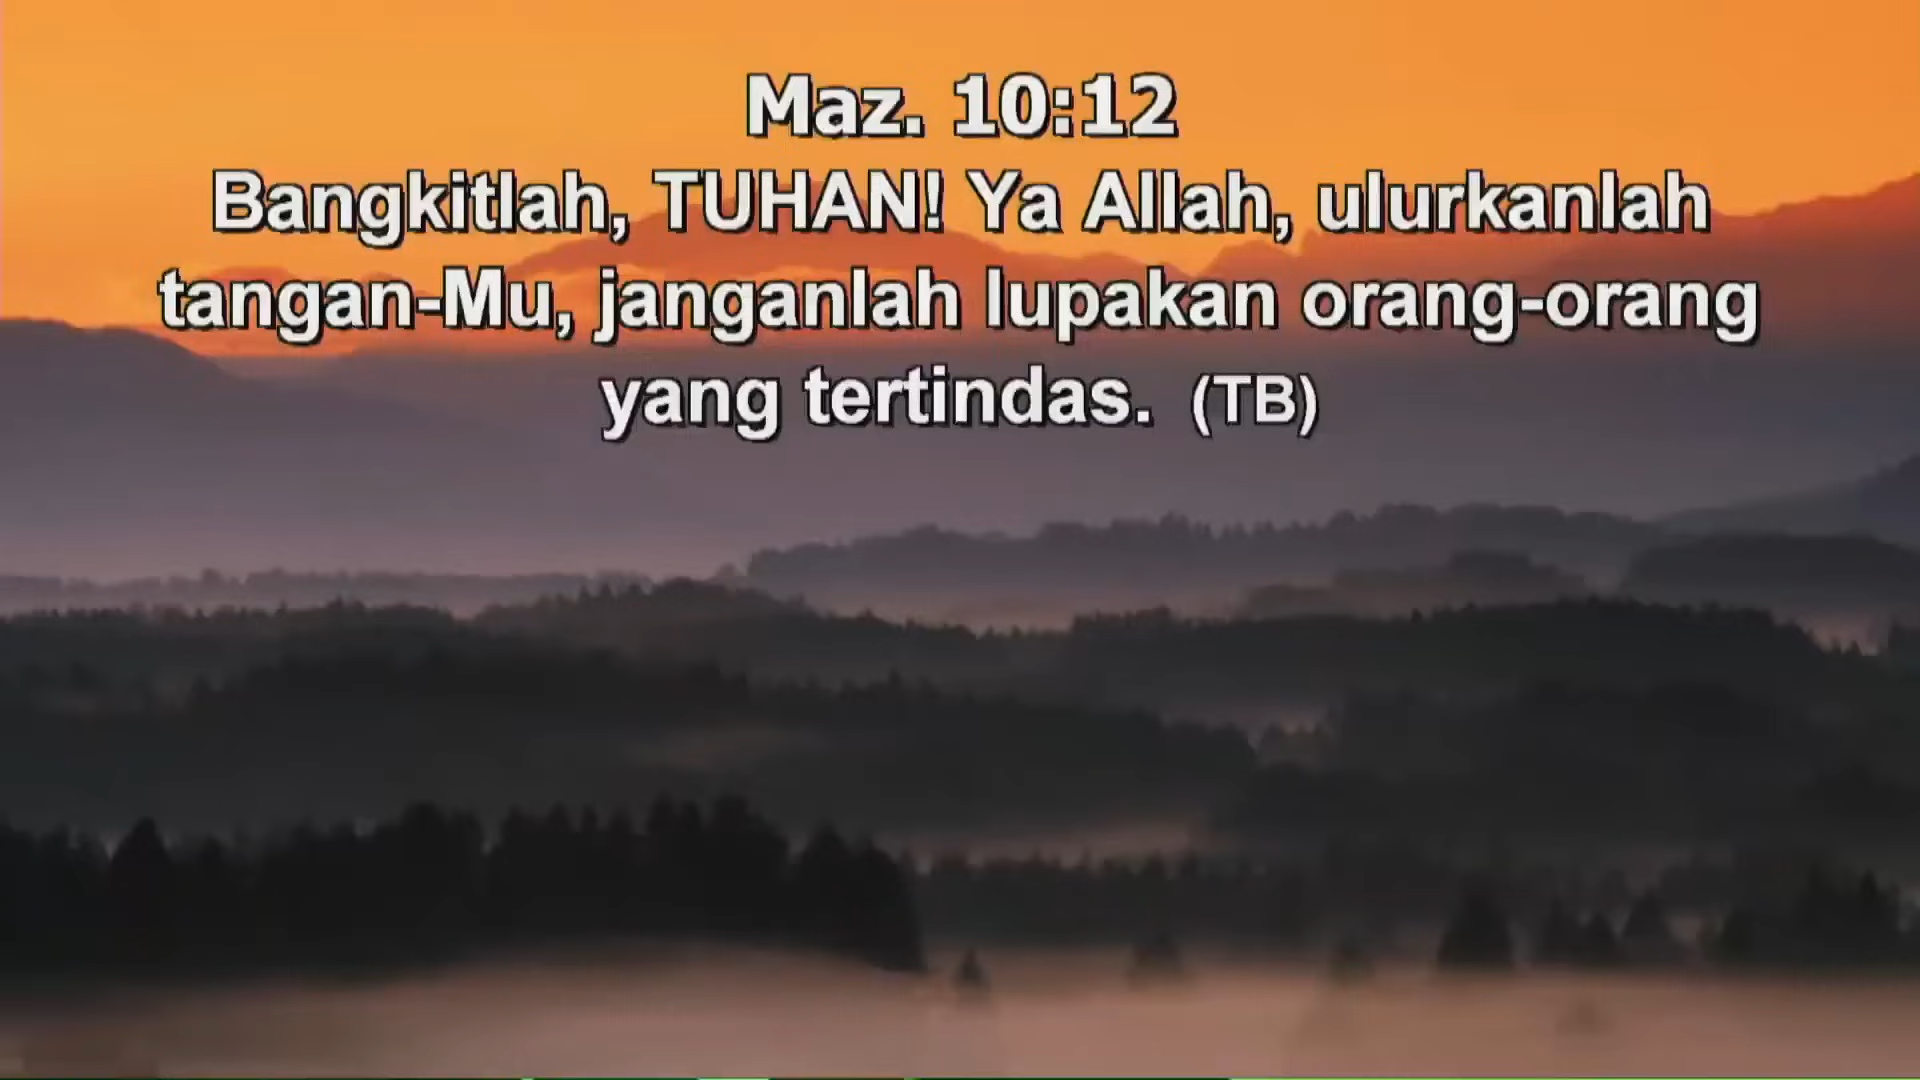 Maz. 10:12
Bangkitlah, TUHAN! Ya Allah, ulurkanlah
tangan-Mu, janganlah lupakan orang-orang
yang tertindas. (TB)